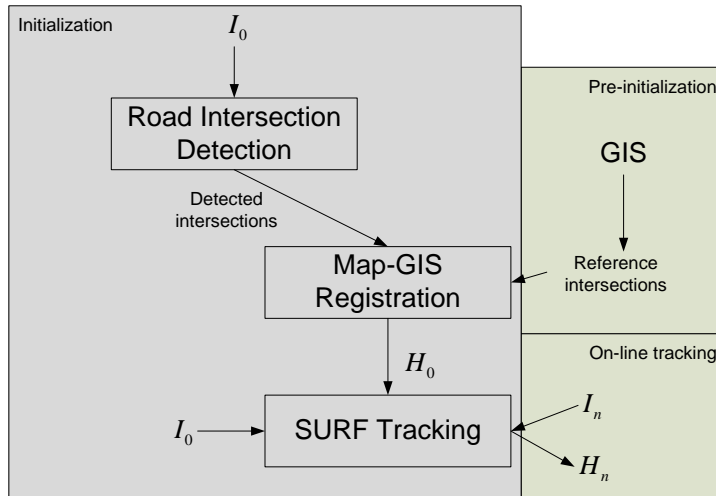 Initialization
I₀
Road Intersection
Detection
Detected
intersections
Pre-initialization
GIS
Reference
intersections
Map-GIS
Registration
H₀
On-line tracking
I₀
SURF Tracking
Iₙ
Hₙ